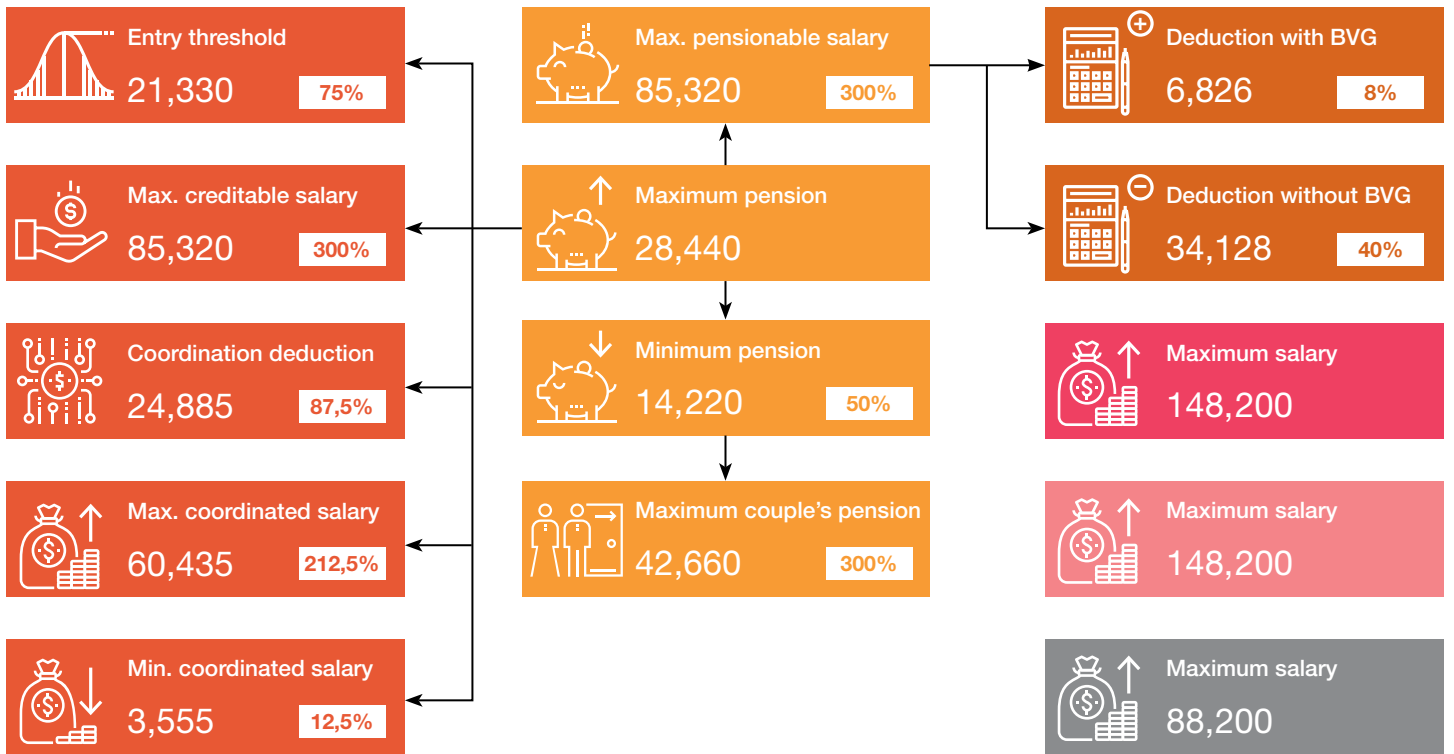 Entry threshold
21,330
75%
Max. creditable salary
85,320
300%
Coordination deduction
24,885
87,5%
Max. coordinated salary
60,435
212,5%
Min. coordinated salary
3,555
12,5%
Max. pensionable salary
85,320
300%
Maximum pension
28,440
Minimum pension
14,220
50%
Maximum couple's pension
42,660
300%
Deduction with BVG
6,826
8%
Deduction without BVG
34,128
40%
Maximum salary
148,200
Maximum salary
148,200
Maximum salary
88,200